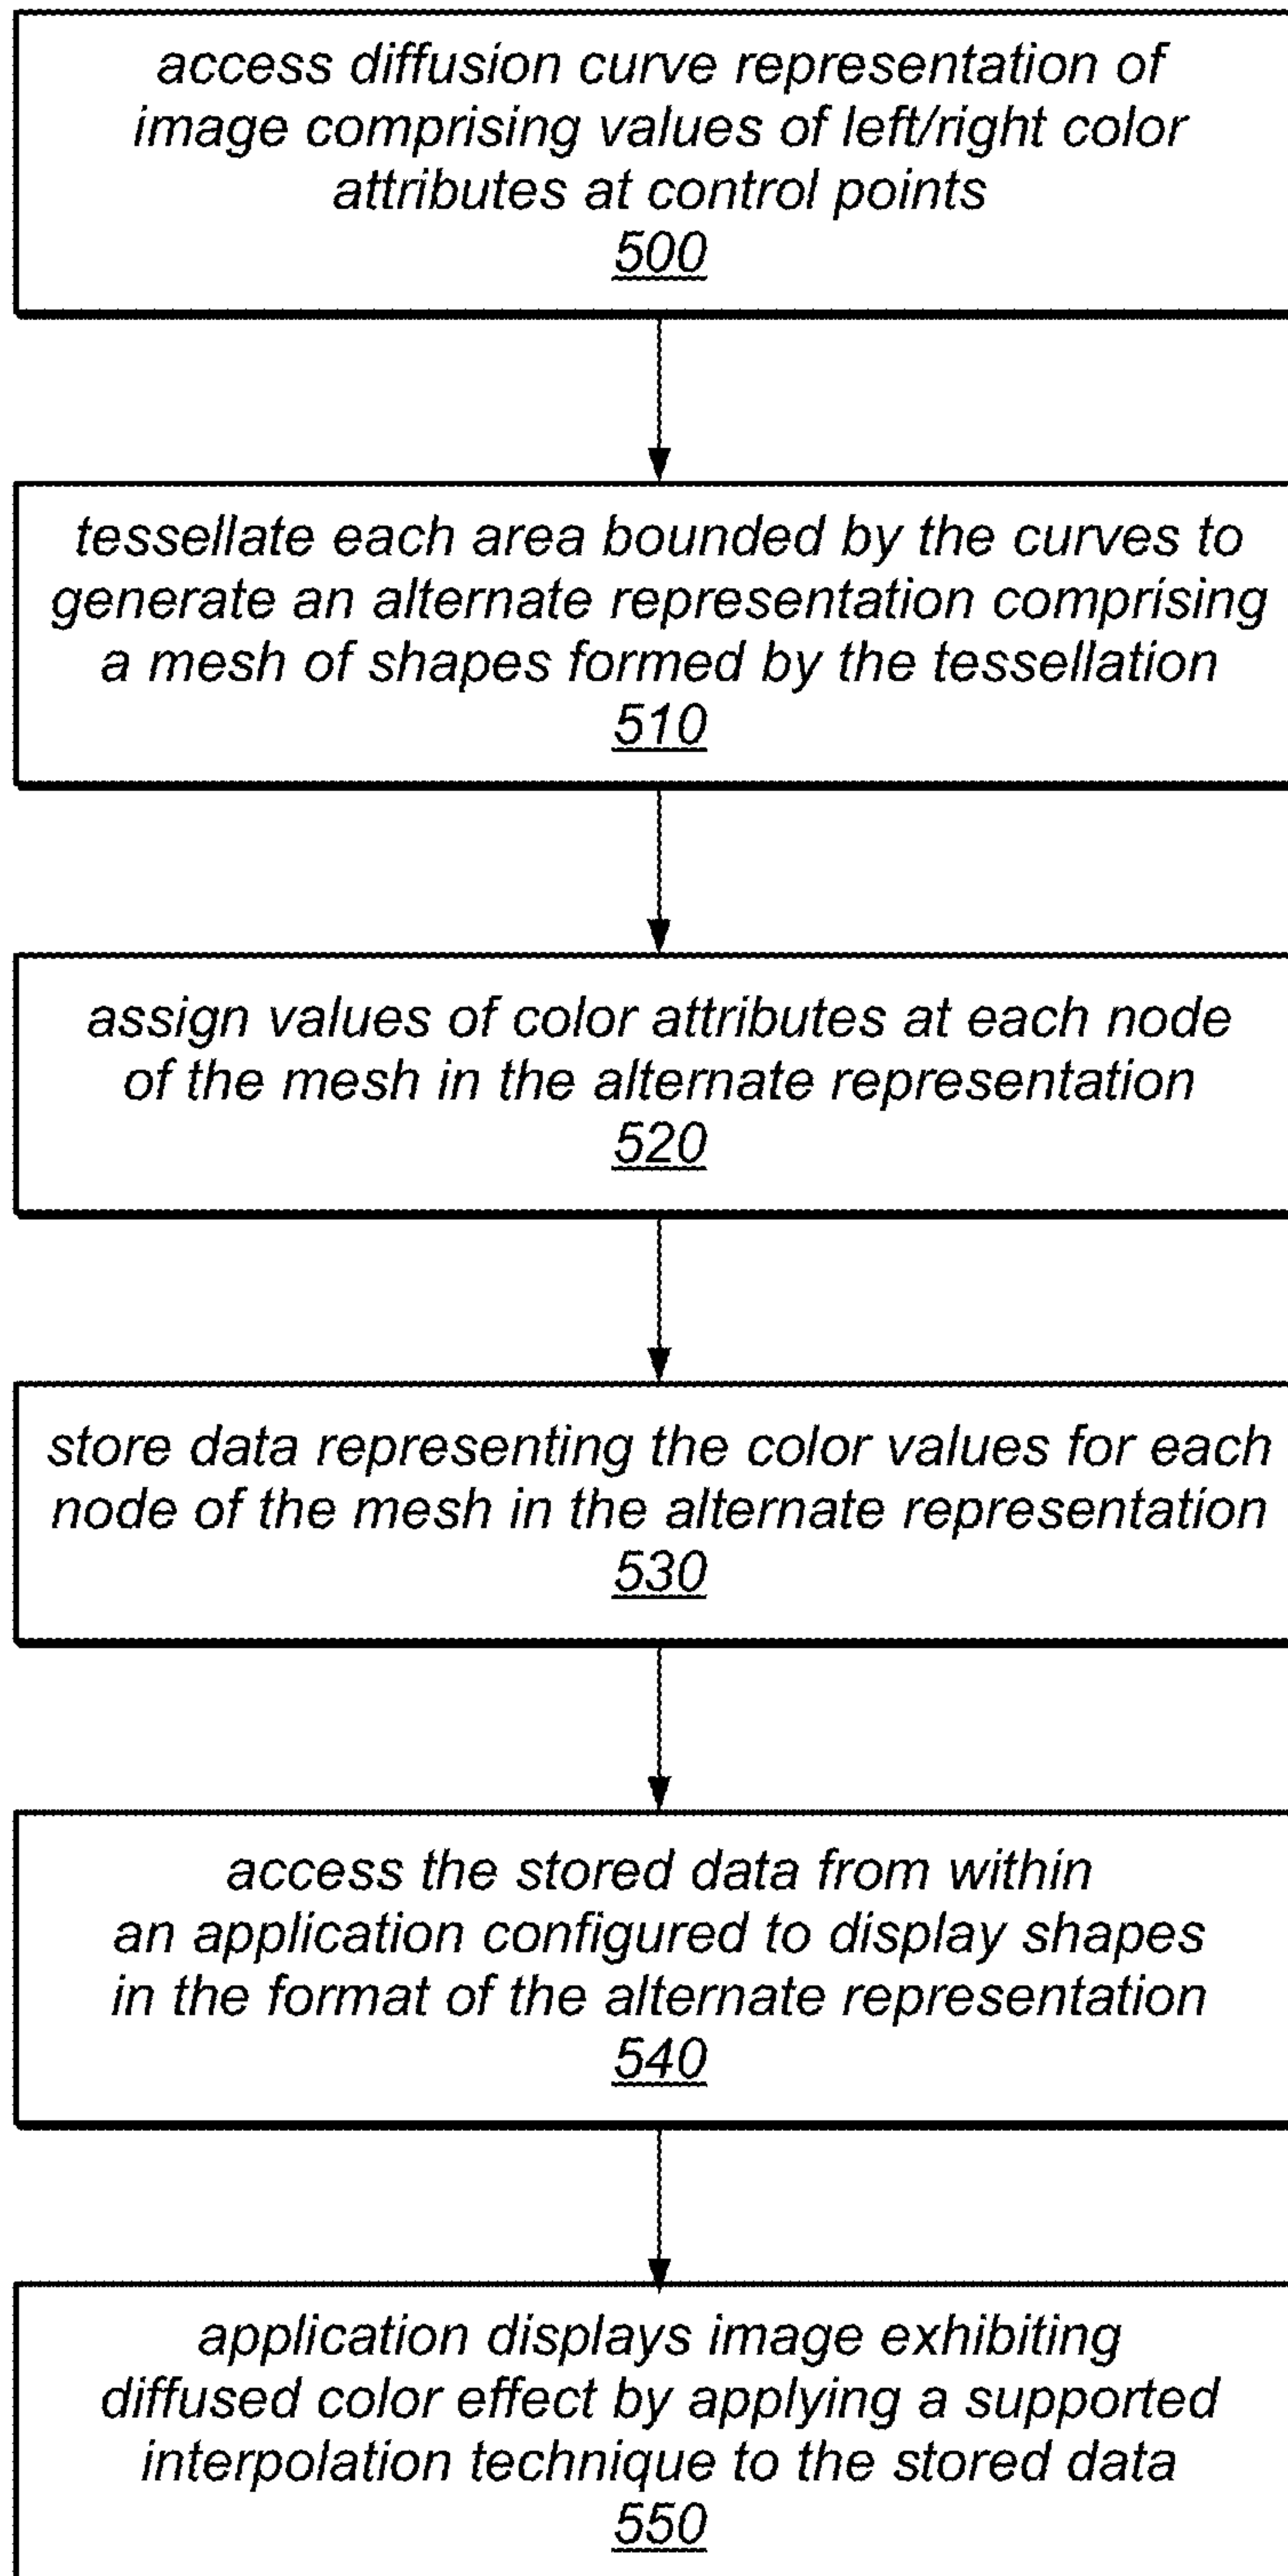 access diffusion curve representation of
image comprising values of left/right color
attributes at control points
500
tessellate each area bounded by the curves to
generate an alternate representation comprising
a mesh of shapes formed by the tessellation
510
assign values of color attributes at each node
of the mesh in the alternate representation
520
store data representing the color values for each
node of the mesh in the alternate representation
530
access the stored data from within
an application configured to display shapes
in the format of the alternate representation
540
application displays image exhibiting
diffused color effect by applying a supported
interpolation technique to the stored data
550